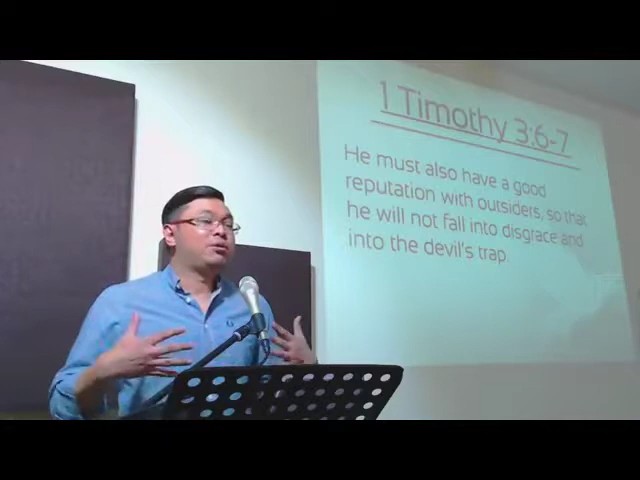 1 Timothy 3:6-7
He must also have a good
reputation with outsiders, so that
he will not fall into disgrace and
into the devil's trap.